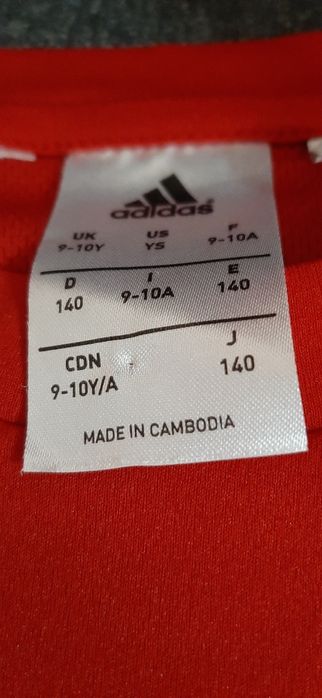 adidas
UK US F
9-10Y YS 9-10A
D I E
140 9-10A 140
CDN J
9-10Y/A 140
MADE IN CAMBODIA